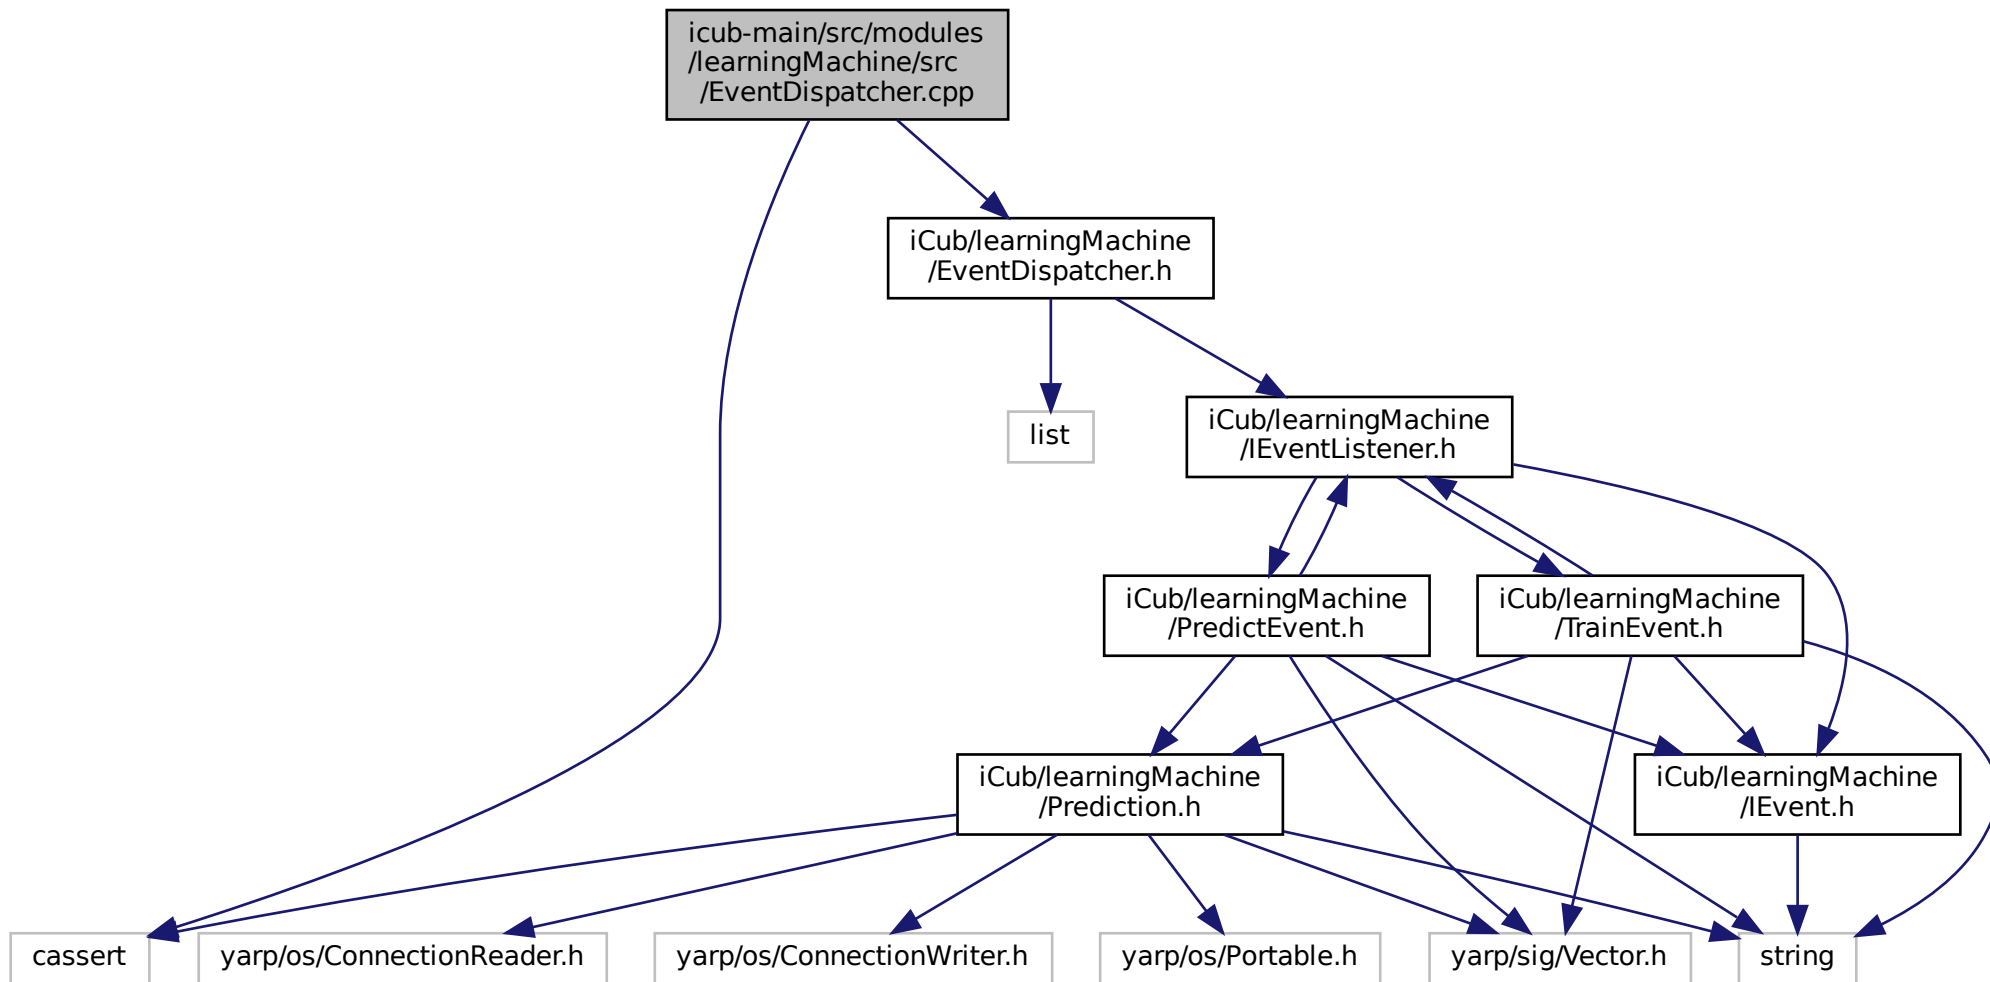 icub-main/src/modules
/learningMachine/src
/EventDispatcher.cpp
iCub/learningMachine
/EventDispatcher.h
list
iCub/learningMachine
/IEventListener.h
iCub/learningMachine
/PredictEvent.h
iCub/learningMachine
/TrainEvent.h
iCub/learningMachine
/Prediction.h
iCub/learningMachine
/IEvent.h
cassert
yarp/os/ConnectionReader.h
yarp/os/ConnectionWriter.h
yarp/os/Portable.h
yarp/sig/Vector.h
string